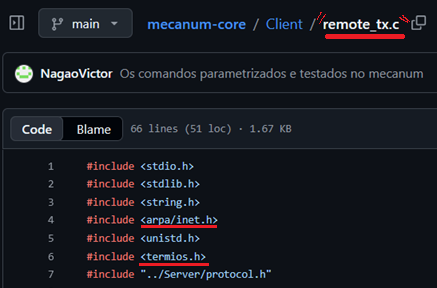 main
mecanum-core / Client / "remote_tx.c"
NagaoVictor Os comandos parametrizados e testados no mecanum
Code Blame 66 lines (51 loc) · 1.67 KB
1 #include <stdio.h>
2 #include <stdlib.h>
3 #include <string.h>
4 #include <arpa/inet.h>
5 #include <unistd.h>
6 #include <termios.h>
7 #include "../Server/protocol.h"